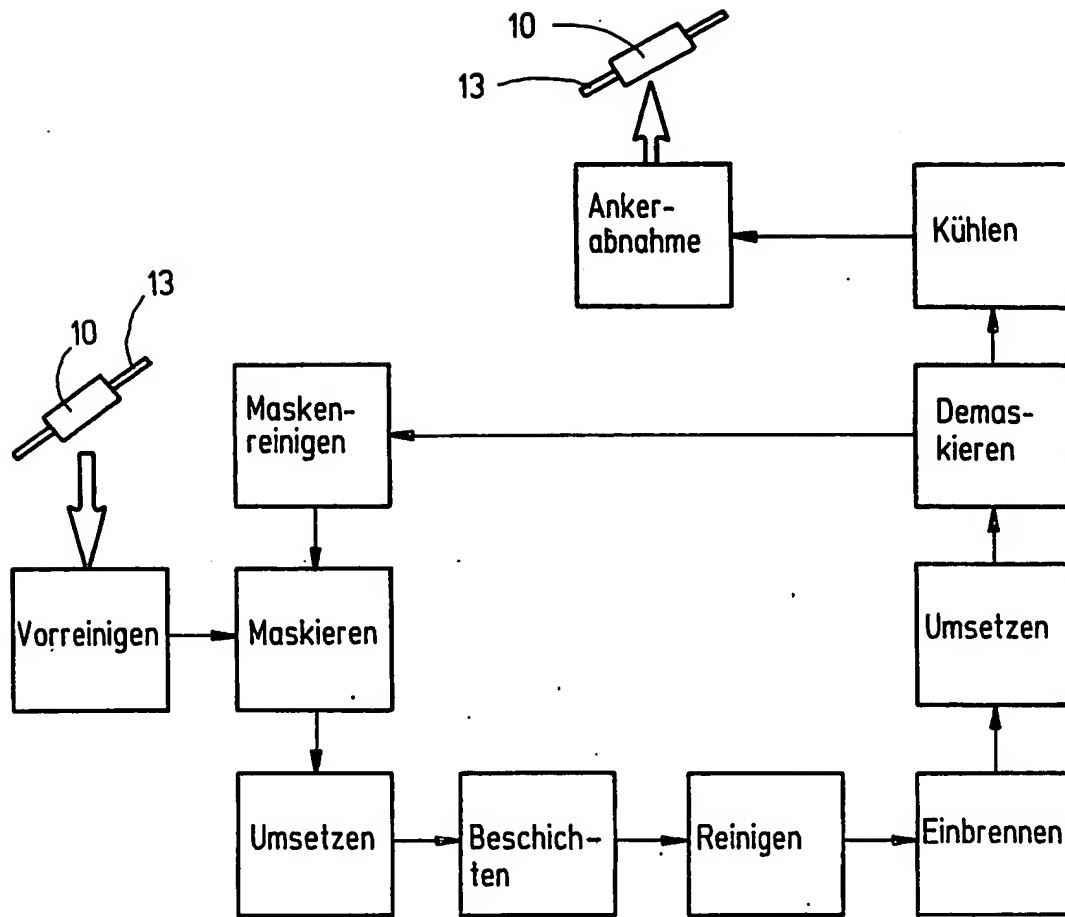 10
13
Anker-
abnahme
Kühlen
13
10
Masken-
reinigen
Demas-
kieren
Vorreinigen
Maskieren
Umsetzen
Umsetzen
Beschich-
ten
Reinigen
Einbrennen